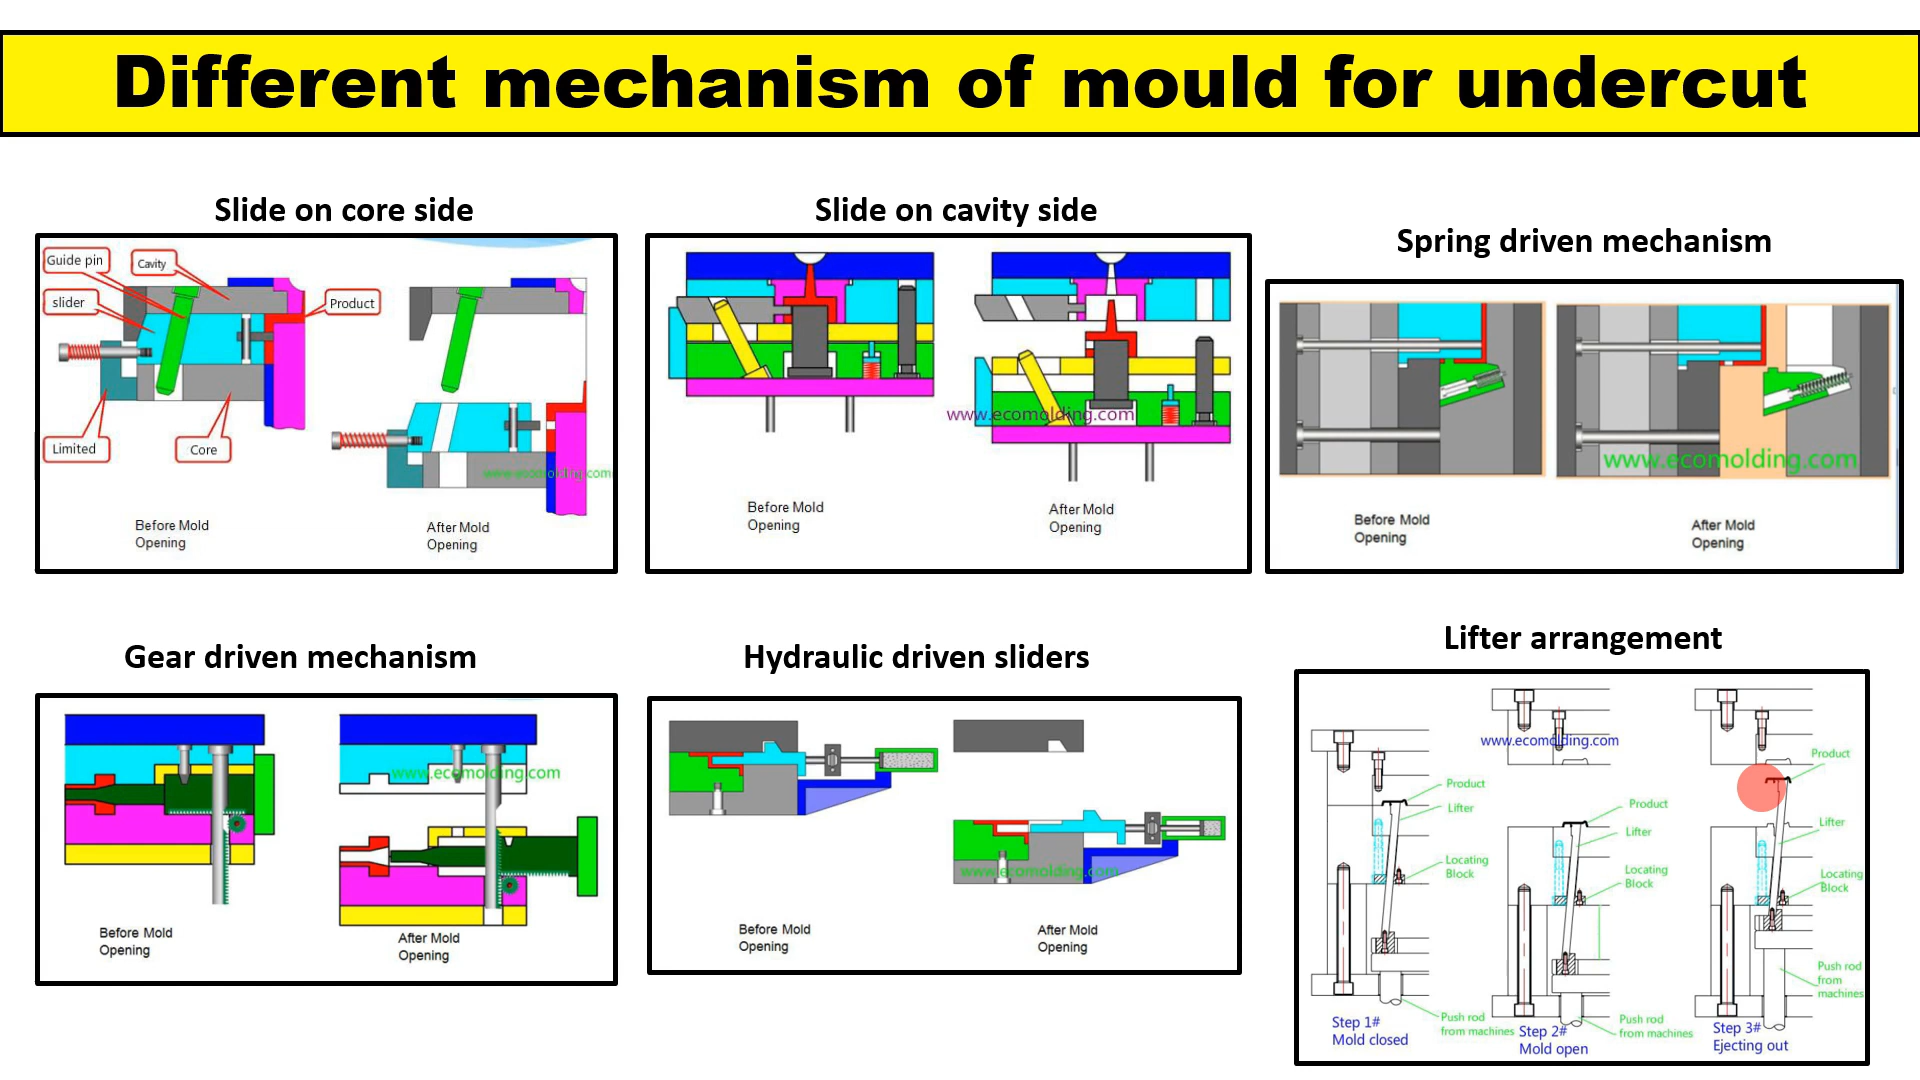 Different mechanism of mould for undercut
Slide on core side
Guide pin
Cavity
slider
Product
Limited
Core
www.ecomolding.com
Before Mold
Opening
After Mold
Opening
Slide on cavity side
www.ecomolding.com
Before Mold
Opening
After Mold
Opening
Spring driven mechanism
www.ecomolding.com
Before Mold
Opening
After Mold
Opening
Gear driven mechanism
www.ecomolding.com
Before Mold
Opening
After Mold
Opening
Hydraulic driven sliders
www.ecomolding.com
Before Mold
Opening
After Mold
Opening
Lifter arrangement
www.ecomolding.com
Product
Lifter
Locating
Block
Push rod
from machines
Step 1#
Mold closed
Product
Lifter
Locating
Block
Push rod
from machines
Step 2#
Mold open
Product
Lifter
Locating
Block
Push rod
from
machines
Step 3#
Ejecting out